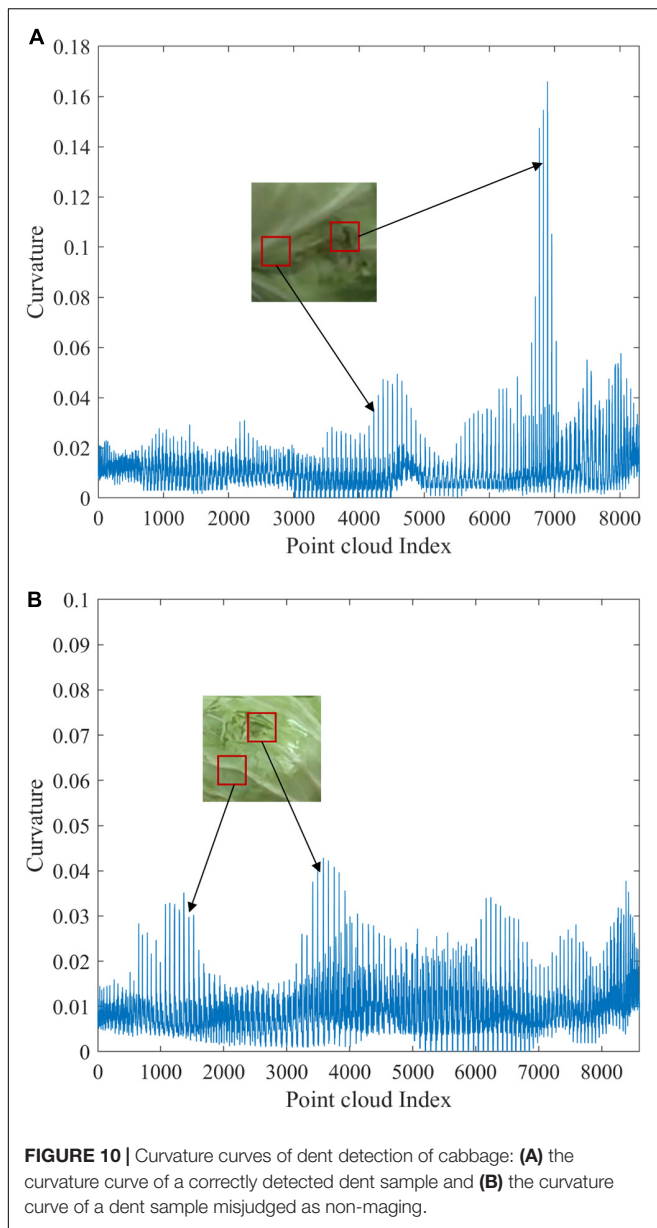 A
0.18
0.16
0.14
0.12
0.1
0.08
0.06
0.04
0.02
0
Curvature
0 1000 2000 3000 4000 5000 6000 7000 8000
Point cloud Index
B
0.1
0.09
0.08
0.07
0.06
0.05
0.04
0.03
0.02
0.01
0
Curvature
0 1000 2000 3000 4000 5000 6000 7000 8000
Point cloud Index
FIGURE 10 | Curvature curves of dent detection of cabbage: (A) the
curvature curve of a correctly detected dent sample and (B) the curvature
curve of a dent sample misjudged as non-maging.